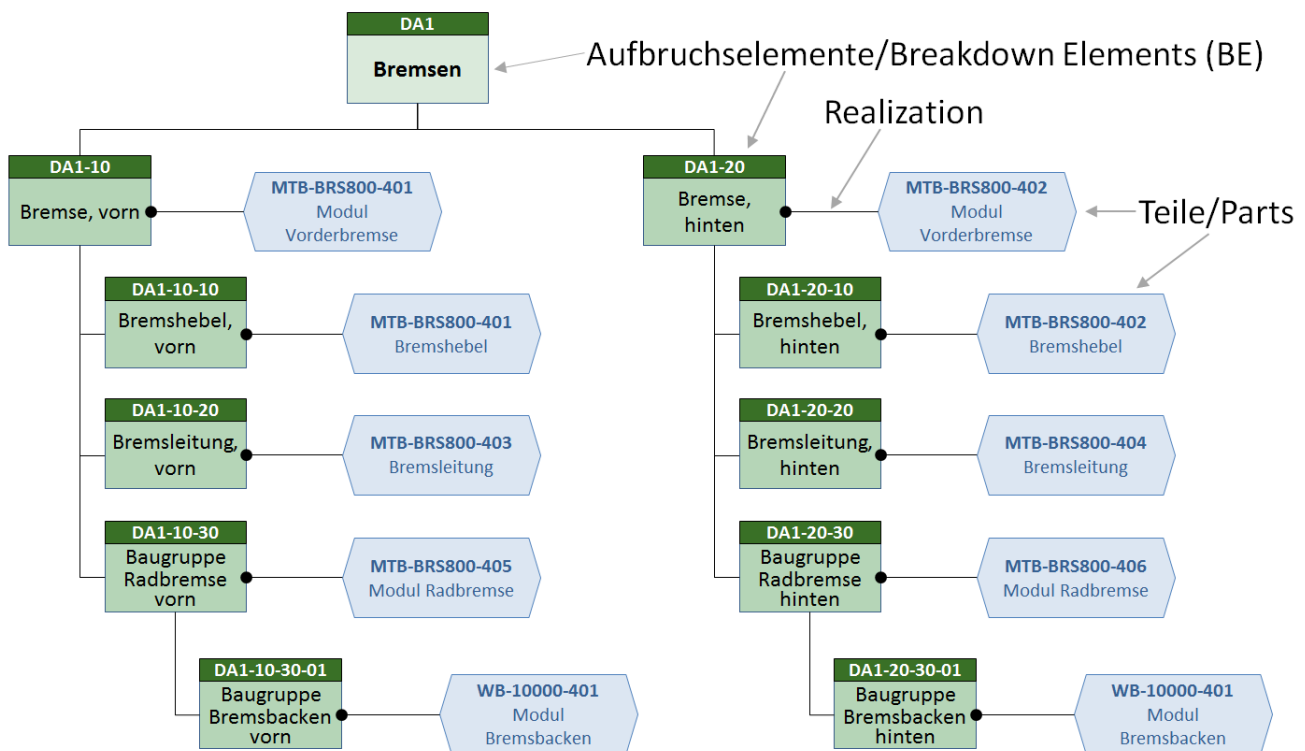 DA1
Bremsen
Aufbruchselemente/Breakdown Elements (BE)
Realization
DA1-10
Bremse, vorn
MTB-BRS800-401
Modul
Vorderbremse
DA1-20
Bremse,
hinten
MTB-BRS800-402
Modul
Vorderbremse
Teile/Parts
DA1-10-10
Bremshebel,
vorn
MTB-BRS800-401
Bremshebel
DA1-20-10
Bremshebel,
hinten
MTB-BRS800-402
Bremshebel
DA1-10-20
Bremsleitung,
vorn
MTB-BRS800-403
Bremsleitung
DA1-20-20
Bremsleitung,
hinten
MTB-BRS800-404
Bremsleitung
DA1-10-30
Baugruppe
Radbremse
vorn
MTB-BRS800-405
Modul Radbremse
DA1-20-30
Baugruppe
Radbremse
hinten
MTB-BRS800-406
Modul Radbremse
DA1-10-30-01
Baugruppe
Bremsbacken
vorn
WB-10000-401
Modul
Bremsbacken
DA1-20-30-01
Baugruppe
Bremsbacken
hinten
WB-10000-401
Modul
Bremsbacken